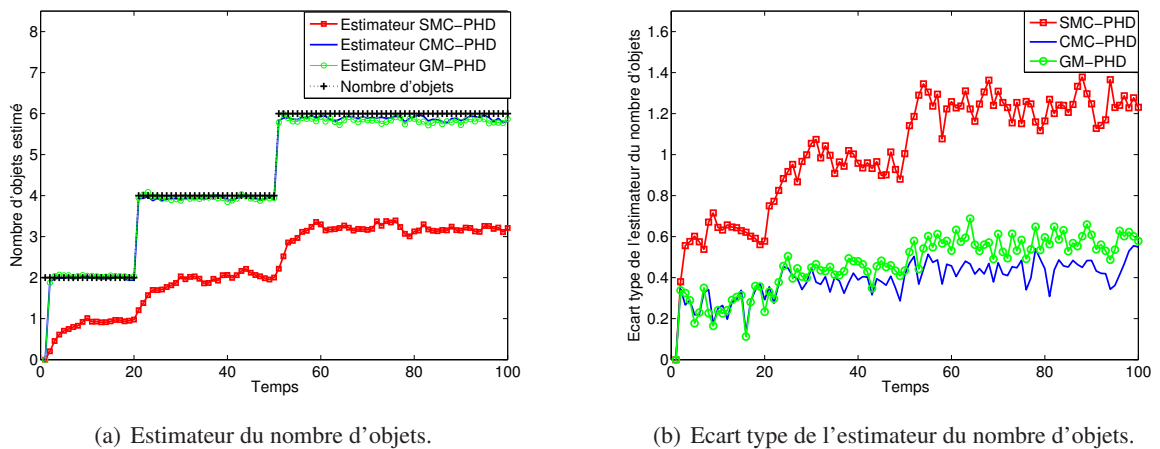 Estimateur SMC−PHD
Estimateur CMC−PHD
Estimateur GM−PHD
Nombre d'objets
Nombre d'objets estimé
8
7
6
5
4
3
2
1
0
0 20 40 60 80 100
Temps
(a) Estimateur du nombre d'objets.
SMC−PHD
CMC−PHD
GM−PHD
Ecart type de l'estimateur du nombre d'objets
1.6
1.4
1.2
1
0.8
0.6
0.4
0.2
0
0 20 40 60 80 100
Temps
(b) Ecart type de l'estimateur du nombre d'objets.